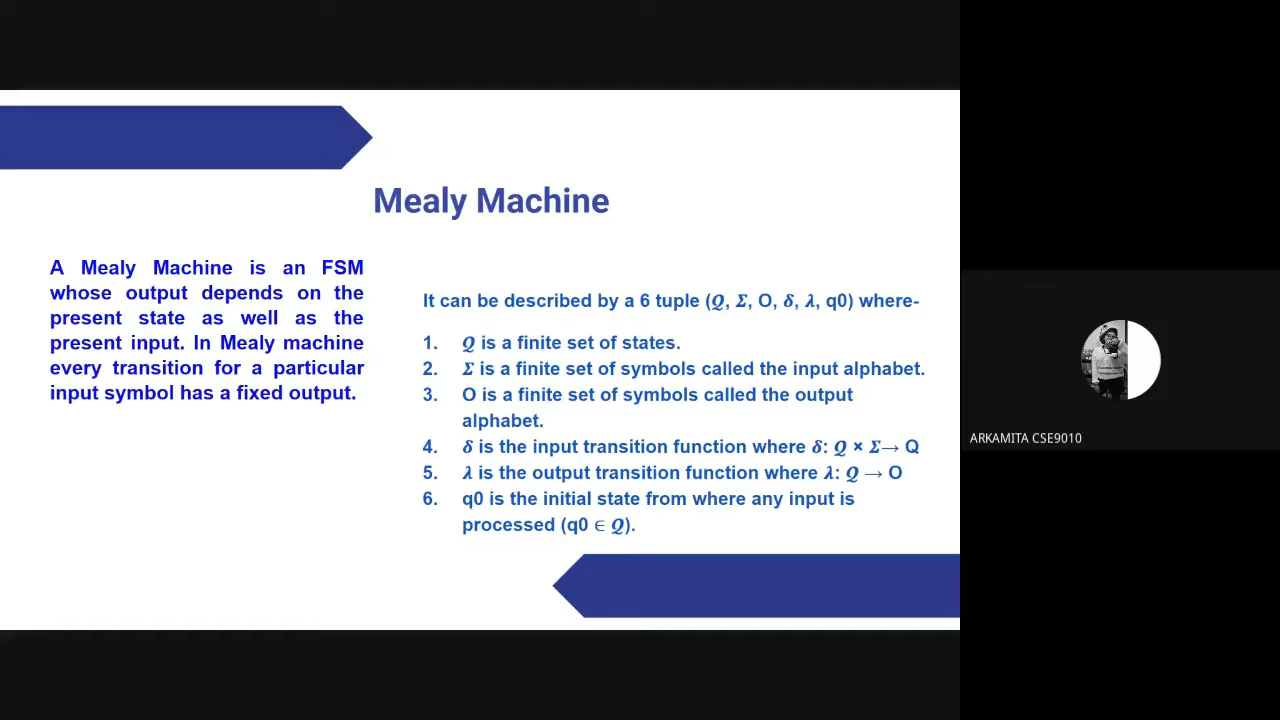 Mealy Machine
A Mealy Machine is an FSM
whose output depends on the
present state as well as the
present input. In Mealy machine
every transition for a particular
input symbol has a fixed output.
It can be described by a 6 tuple (𝑸, 𝜮, O, 𝜹, 𝝀, q0) where-
1. 𝑸 is a finite set of states.
2. 𝜮 is a finite set of symbols called the input alphabet.
3. O is a finite set of symbols called the output
alphabet.
4. 𝜹 is the input transition function where 𝜹: 𝑸 × 𝜮→ Q
5. 𝝀 is the output transition function where 𝝀: 𝑸 → O
6. q0 is the initial state from where any input is
processed (q0 ∈ 𝑸).
ARKAMITA CSE9010